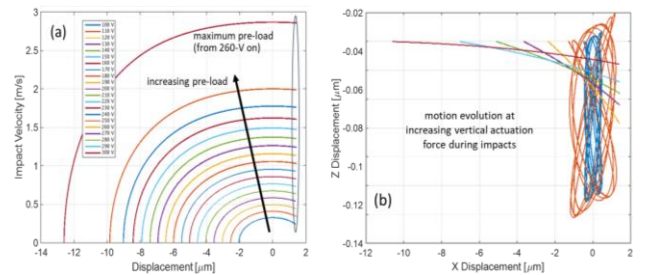 (a)
maximum pre-load
(from 260-V on)
increasing pre-load
Impact Velocity [m/s]
3
2.5
2
1.5
1
0.5
0
-14 -12 -10 -8 -6 -4 -2 0 2
Displacement [μm]
-0.02
-0.04
-0.06
-0.08
-0.1
-0.12
-0.14
Z Displacement [μm]
motion evolution at
increasing vertical actuation
force during impacts
(b)
-12 -10 -8 -6 -4 -2 0 2
X Displacement [μm]